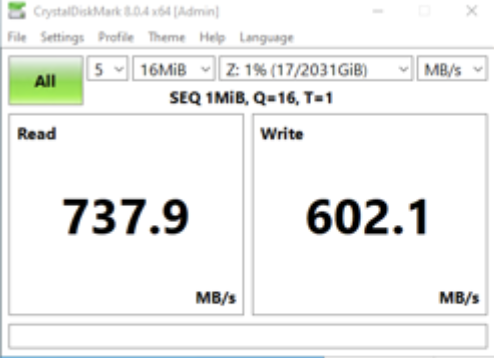 CrystalDiskMark 8.0.4 x64 [Admin]
File Settings Profile Theme Help Language
All 5 16MiB Z: 1% (17/2031GiB) MB/s
SEQ 1MiB, Q=16, T=1
Read Write
737.9 602.1
MB/s MB/s